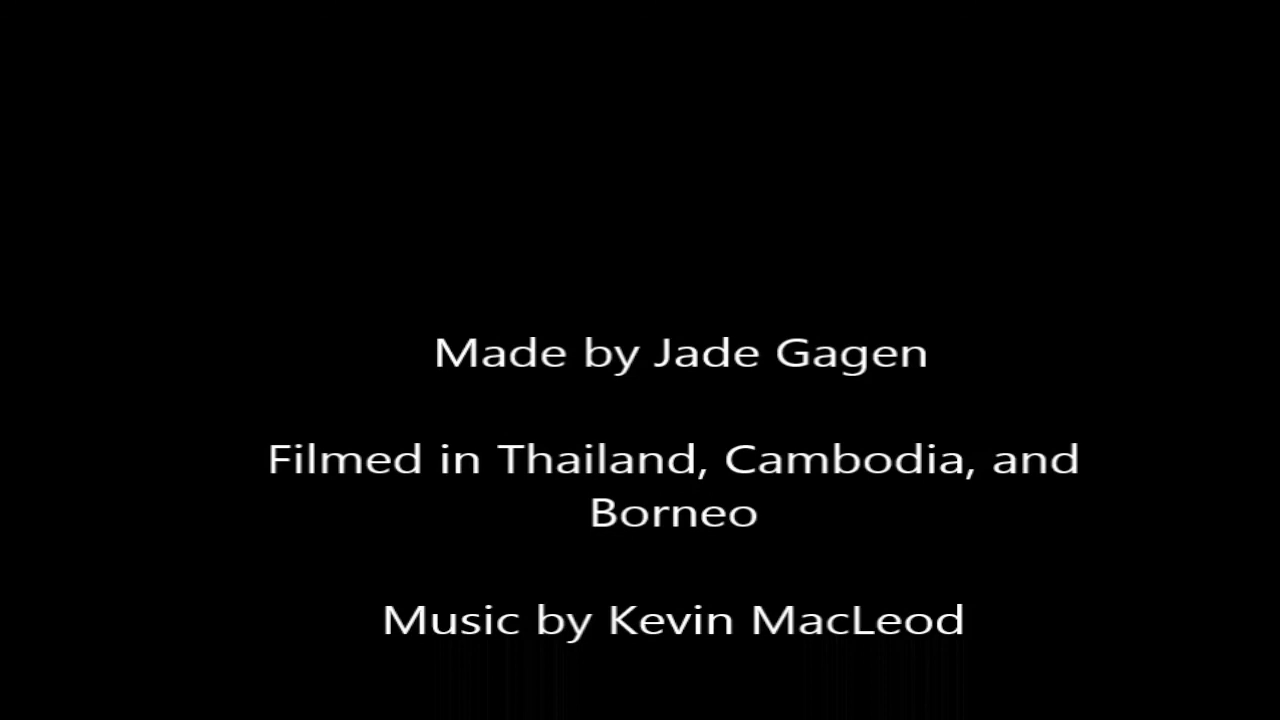 Made by Jade Gagen
Filmed in Thailand, Cambodia, and
Borneo
Music by Kevin MacLeod